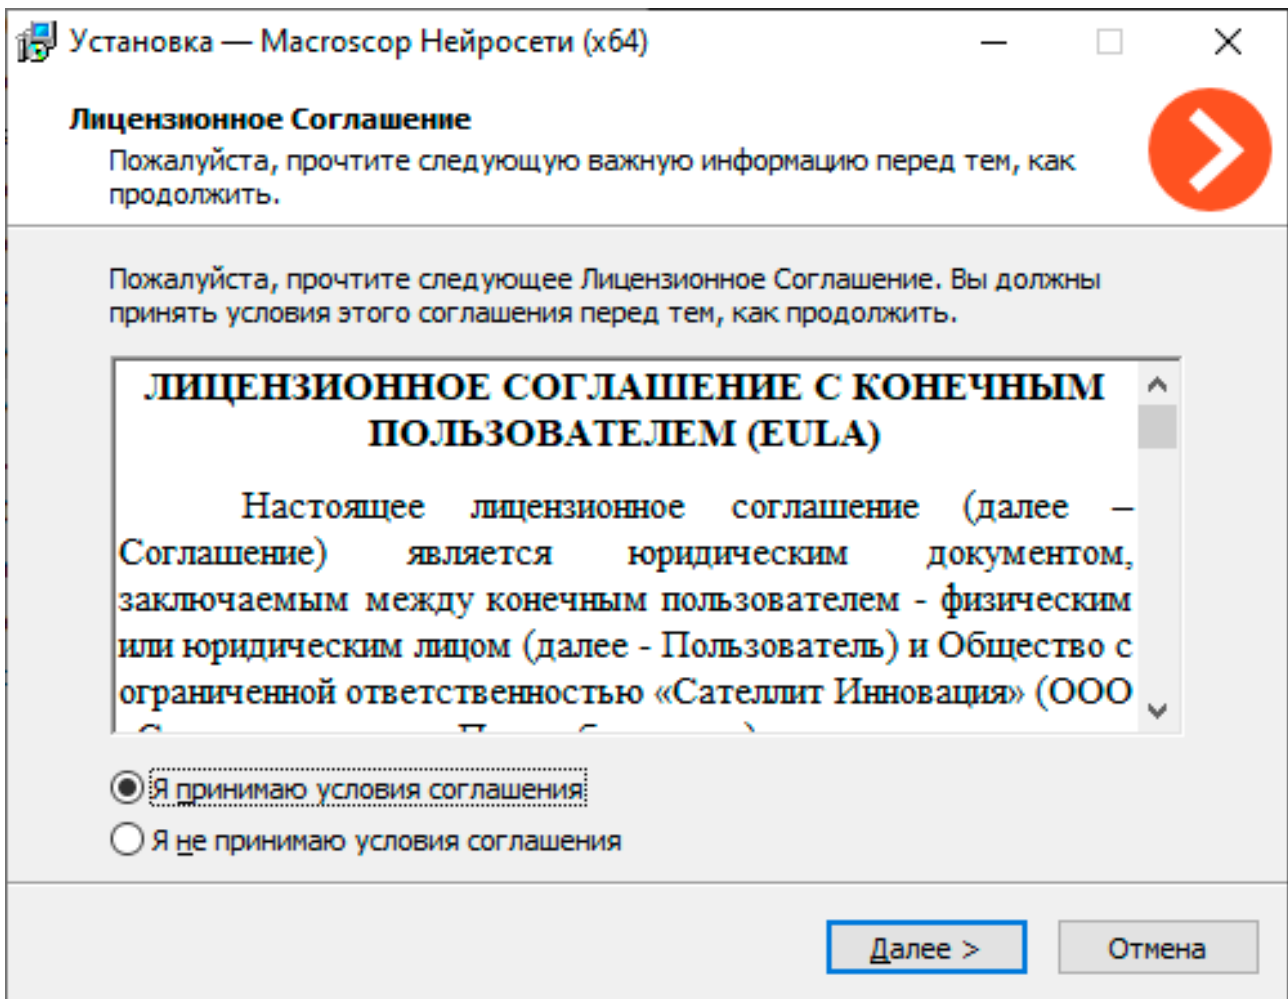 Установка — Macroscop Нейросети (x64)
Лицензионное Соглашение
Пожалуйста, прочтите следующую важную информацию перед тем, как
продолжить.
Пожалуйста, прочтите следующее Лицензионное Соглашение. Вы должны
принять условия этого соглашения перед тем, как продолжить.
ЛИЦЕНЗИОННОЕ СОГЛАШЕНИЕ С КОНЕЧНЫМ
ПОЛЬЗОВАТЕЛЕМ (EULA)
Настоящее лицензионное соглашение (далее –
Соглашение) является юридическим документом,
заключаемым между конечным пользователем - физическим
или юридическим лицом (далее - Пользователь) и Общество с
ограниченной ответственностью «Сателлит Инновация» (ООО
Я принимаю условия соглашения
Я не принимаю условия соглашения
Далее >
Отмена